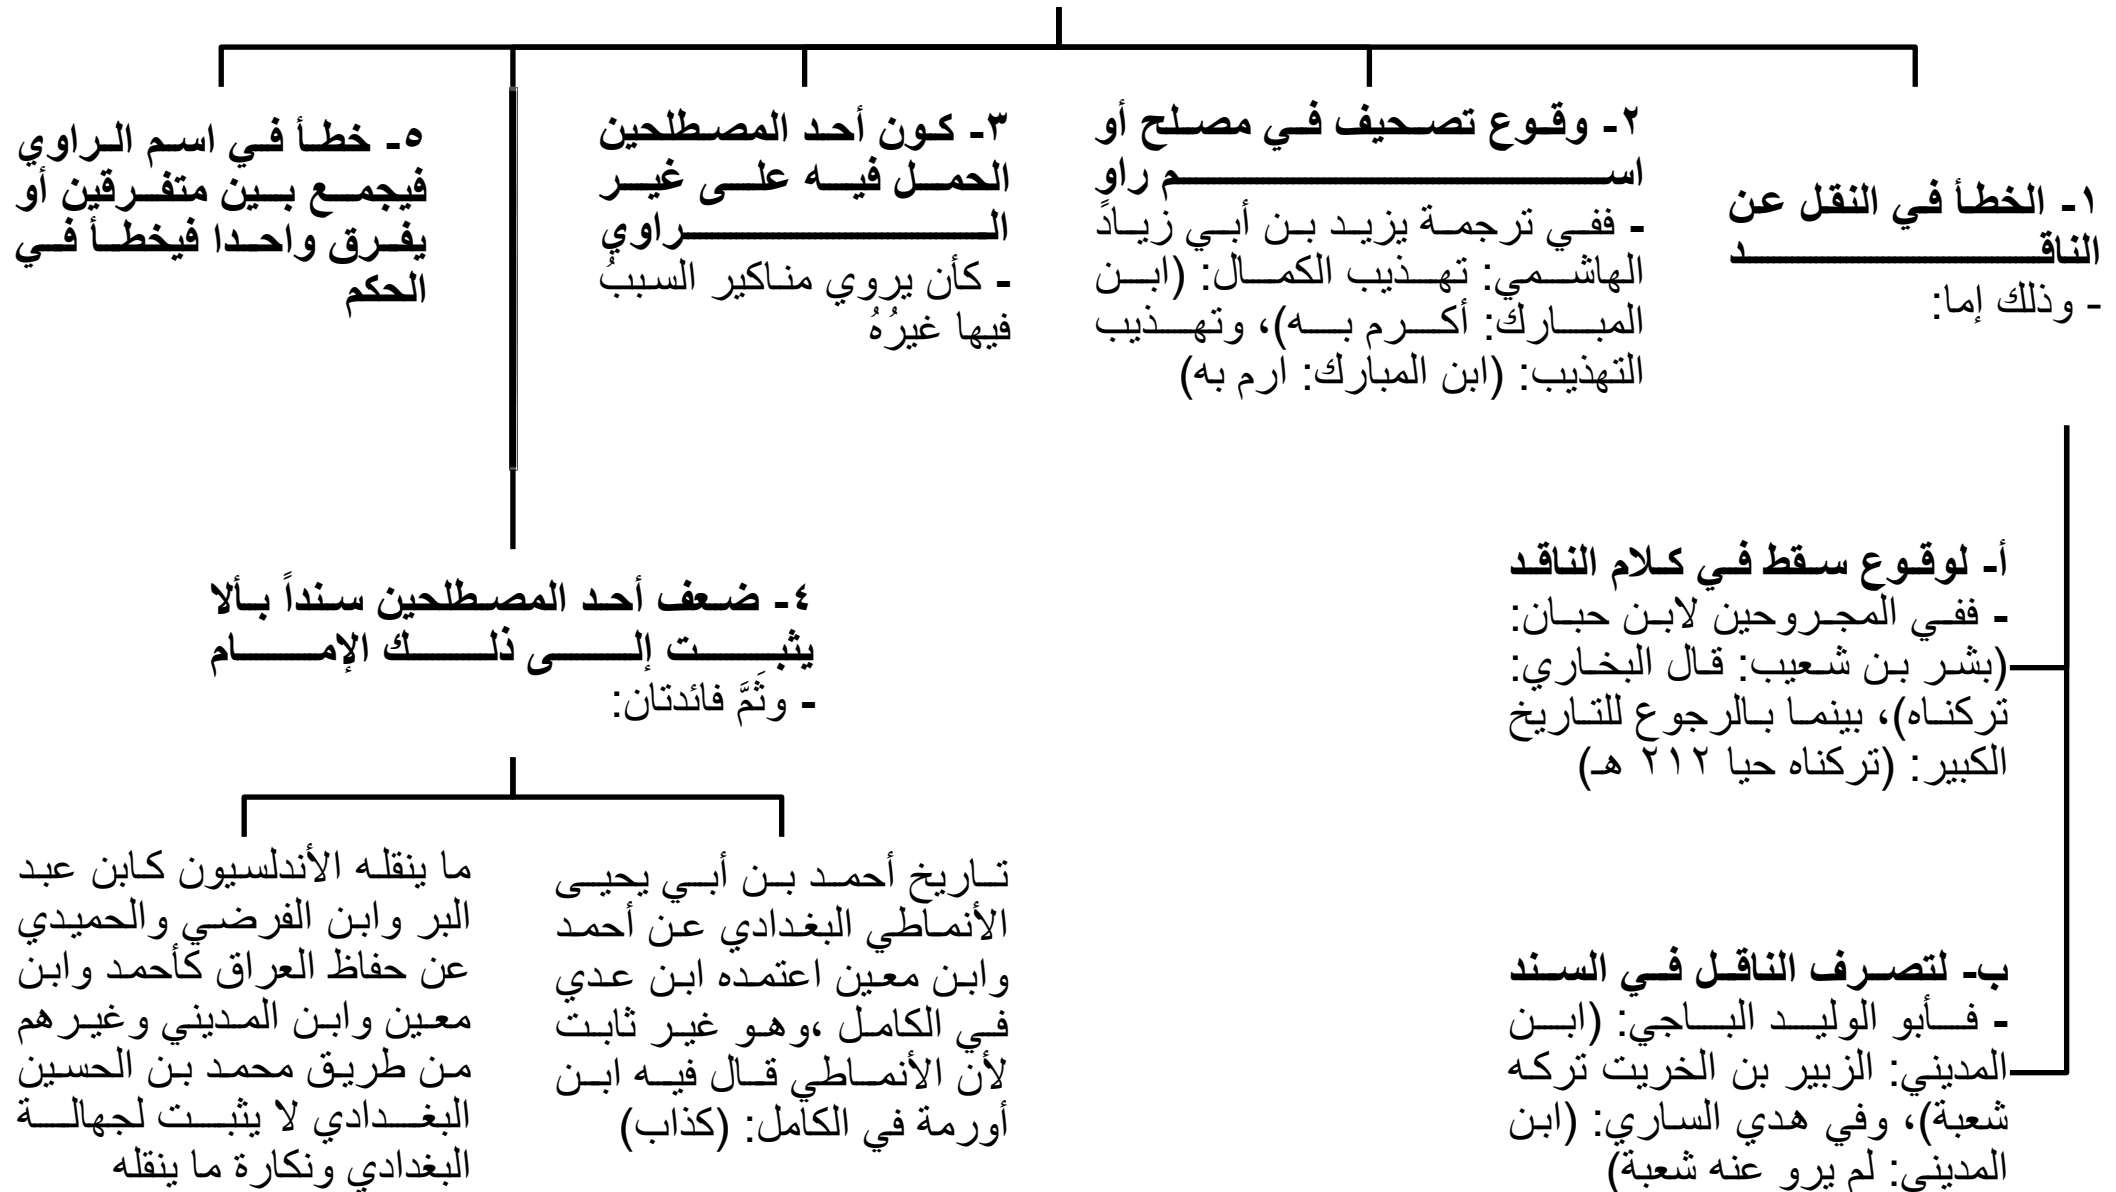 ١- الخطأ في النقل عن
الناقد
- وذلك إما:
أ- لوقوع سقط في كلام الناقد
- ففي المجروحين لابن حبان:
(بشر بن شعيب: قال البخاري:
تركناه)، بينما بالرجوع للتاريخ
الكبير: (تركناه حيا ٢١٢ هـ)
ب- لتصرف الناقل في السند
- فأبو الوليد الباجي: (ابن
المديني: الزبير بن الخريت تركه
شعبة)، وفي هدي الساري: (ابن
المديني: لم يرو عنه شعبة)
٢- وقوع تصحيف في مصلح أو
اسم راو
- ففي ترجمة يزيد بن أبي زيادً
الهاشمي: تهذيب الكمال: (ابن
المبارك: أكرم به)، وتهذيب
التهذيب: (ابن المبارك: ارم به)
٣- كون أحد المصطلحين
الحمل فيه على غير
الراوي
- كأن يروي مناكير السببُ
فيها غيرُهُ
٤- ضعف أحد المصطلحين سنداً بألا
يثبت إلى ذلك الإمام
- وثَمَّ فائدتان:
تاريخ أحمد بن أبي يحيى
الأنماطي البغدادي عن أحمد
وابن معين اعتمده ابن عدي
في الكامل ،وهو غير ثابت
لأن الأنماطي قال فيه ابن
أورمة في الكامل: (كذاب)
ما ينقله الأندلسيون كابن عبد
البر وابن الفرضي والحميدي
عن حفاظ العراق كأحمد وابن
معين وابن المديني وغيرهم
من طريق محمد بن الحسين
البغدادي لا يثبت لجهالة
البغدادي ونكارة ما ينقله
٥- خطأ في اسم الراوي
فيجمع بين متفرقين أو
يفرق واحدا فيخطأ في
الحكم